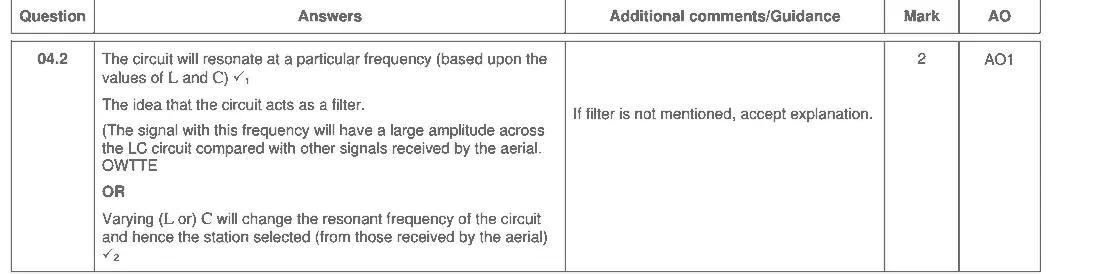 Question Answers Additional comments/Guidance Mark AO
04.2 The circuit will resonate at a particular frequency (based upon the 2 AO1
values of L and C) ✓1
The idea that the circuit acts as a filter.
If filter is not mentioned, accept explanation.
(The signal with this frequency will have a large amplitude across
the LC circuit compared with other signals received by the aerial.
OWTTE
OR
Varying (L or) C will change the resonant frequency of the circuit
and hence the station selected (from those received by the aerial)
✓2